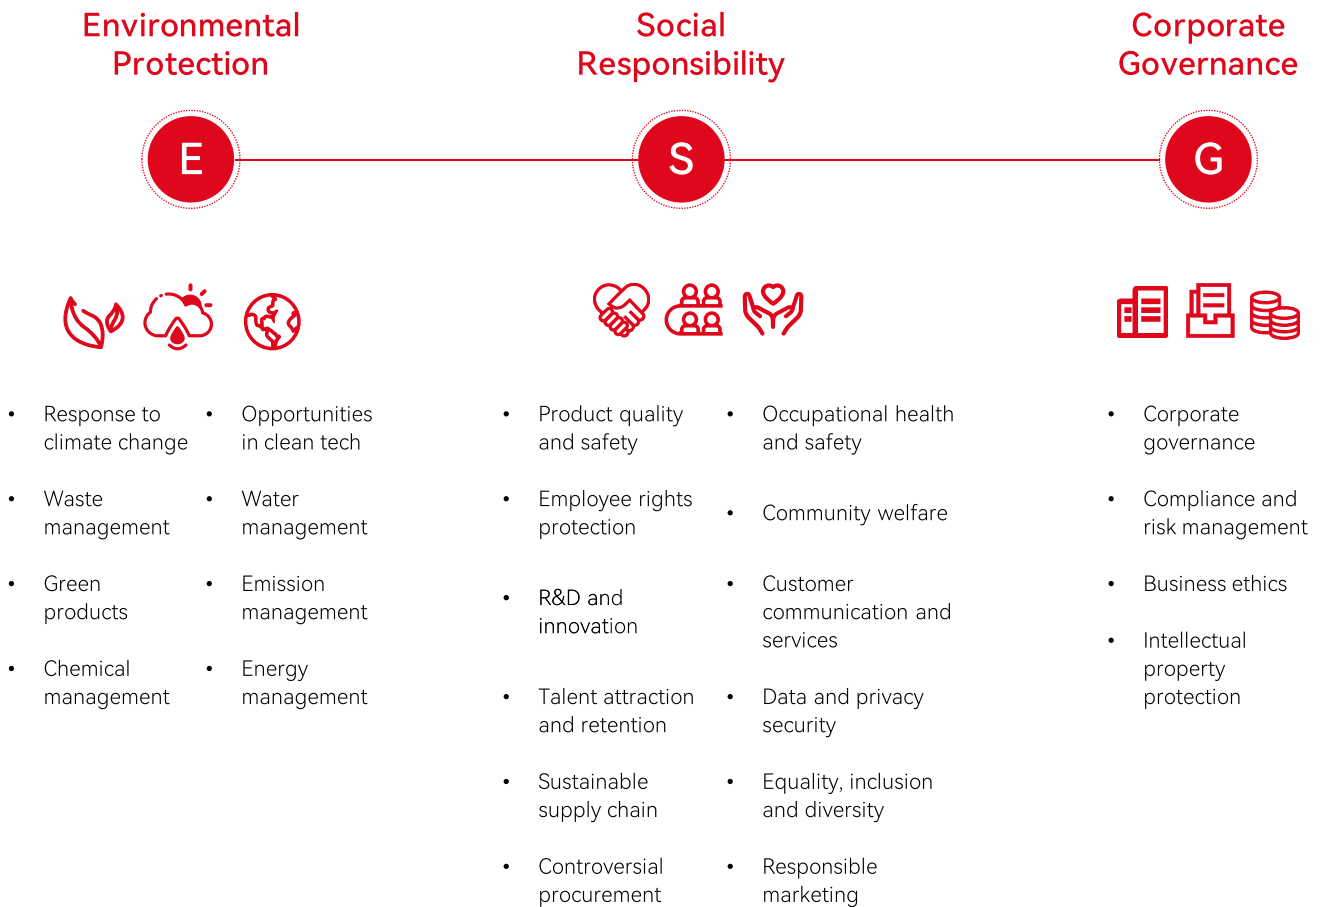 Environmental
Protection
E
Response to
climate change
Waste
management
Green
products
Chemical
management
Opportunities
in clean tech
Water
management
Emission
management
Energy
management
Social
Responsibility
S
Product quality
and safety
Employee rights
protection
R&D and
innovation
Talent attraction
and retention
Sustainable
supply chain
Controversial
procurement
Occupational health
and safety
Community welfare
Customer
communication and
services
Data and privacy
security
Equality, inclusion
and diversity
Responsible
marketing
Corporate
Governance
G
Corporate
governance
Compliance and
risk management
Business ethics
Intellectual
property
protection